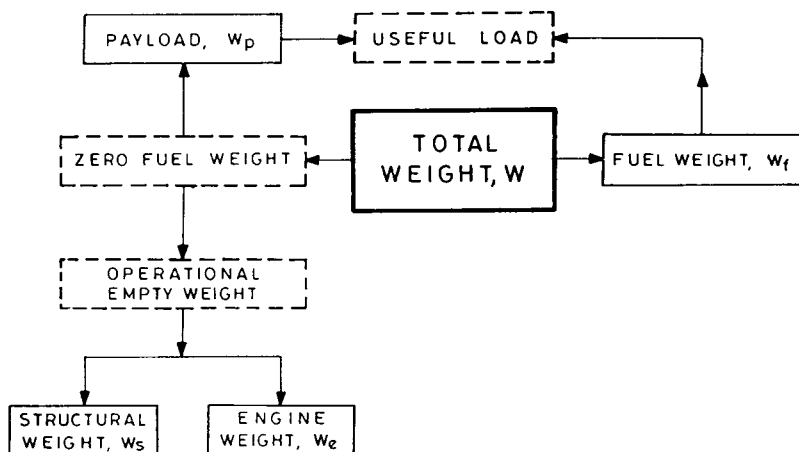 PAYLOAD, Wp
USEFUL LOAD
TOTAL
WEIGHT, W
ZERO FUEL WEIGHT
FUEL WEIGHT, Wf
OPERATIONAL
EMPTY WEIGHT
STRUCTURAL
WEIGHT, Ws
ENGINE
WEIGHT, We